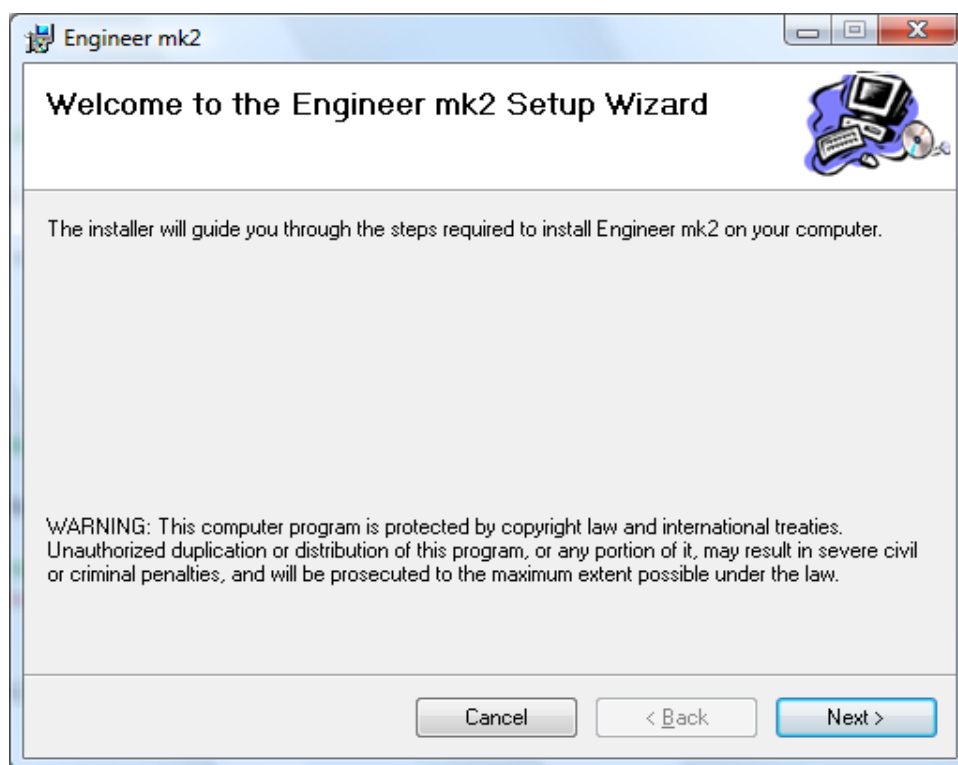 Engineer mk2
Welcome to the Engineer mk2 Setup Wizard
The installer will guide you through the steps required to install Engineer mk2 on your computer.
WARNING: This computer program is protected by copyright law and international treaties.
Unauthorized duplication or distribution of this program, or any portion of it, may result in severe civil
or criminal penalties, and will be prosecuted to the maximum extent possible under the law.
Cancel
< Back
Next >